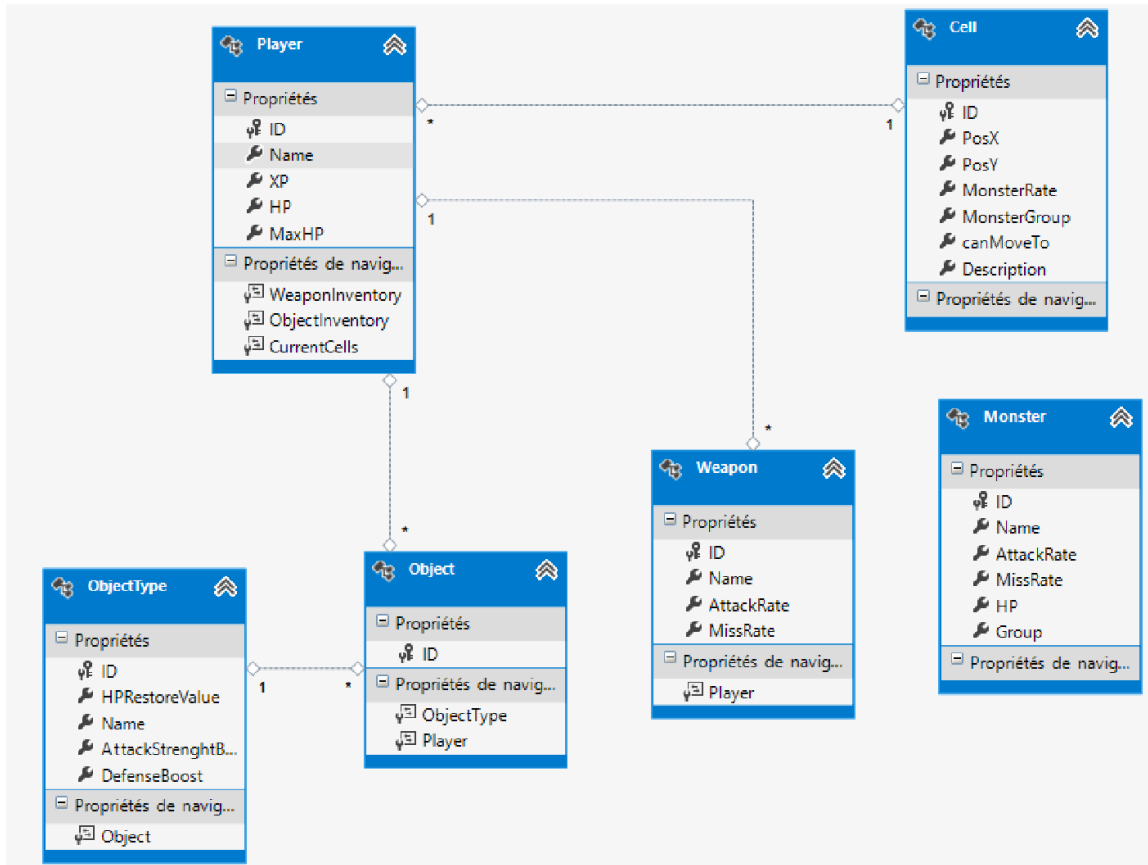 Player
Propriétés
ID
Name
XP
HP
MaxHP
Propriétés de navig...
WeaponInventory
ObjectInventory
CurrentCells
Cell
Propriétés
ID
PosX
PosY
MonsterRate
MonsterGroup
canMoveTo
Description
Propriétés de navig...
*
1
1
*
1
*
Monster
Propriétés
ID
Name
AttackRate
MissRate
HP
Group
Propriétés de navig...
Weapon
Propriétés
ID
Name
AttackRate
MissRate
Propriétés de navig...
Player
Object
Propriétés
ID
Propriétés de navig...
ObjectType
Player
ObjectType
Propriétés
ID
HPRestoreValue
Name
AttackStrenghtB...
DefenseBoost
Propriétés de navig...
Object
1
*